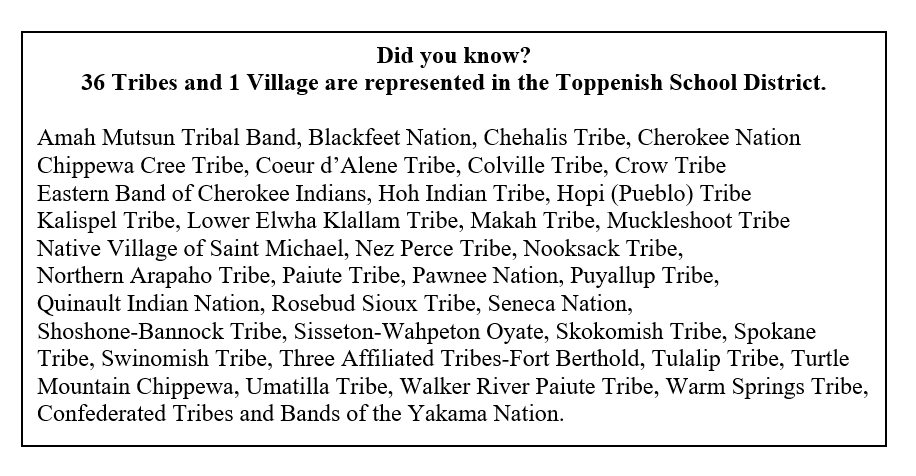 Did you know?
36 Tribes and 1 Village are represented in the Toppenish School District.
Amah Mutsun Tribal Band, Blackfeet Nation, Chehalis Tribe, Cherokee Nation
Chippewa Cree Tribe, Coeur d’Alene Tribe, Colville Tribe, Crow Tribe
Eastern Band of Cherokee Indians, Hoh Indian Tribe, Hopi (Pueblo) Tribe
Kalispel Tribe, Lower Elwha Klallam Tribe, Makah Tribe, Muckleshoot Tribe
Native Village of Saint Michael, Nez Perce Tribe, Nooksack Tribe,
Northern Arapaho Tribe, Paiute Tribe, Pawnee Nation, Puyallup Tribe,
Quinault Indian Nation, Rosebud Sioux Tribe, Seneca Nation,
Shoshone-Bannock Tribe, Sisseton-Wahpeton Oyate, Skokomish Tribe, Spokane
Tribe, Swinomish Tribe, Three Affiliated Tribes-Fort Berthold, Tulalip Tribe, Turtle
Mountain Chippewa, Umatilla Tribe, Walker River Paiute Tribe, Warm Springs Tribe,
Confederated Tribes and Bands of the Yakama Nation.